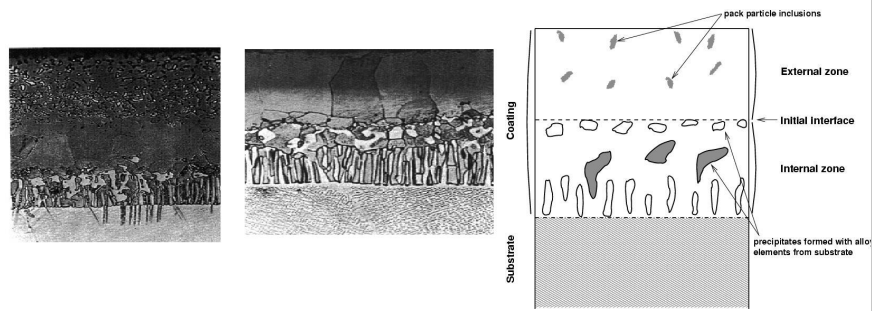 pack particle inclusions
External zone
Coating
Initial Interface
Internal zone
precipitates formed with alloy
elements from substrate
Substrate